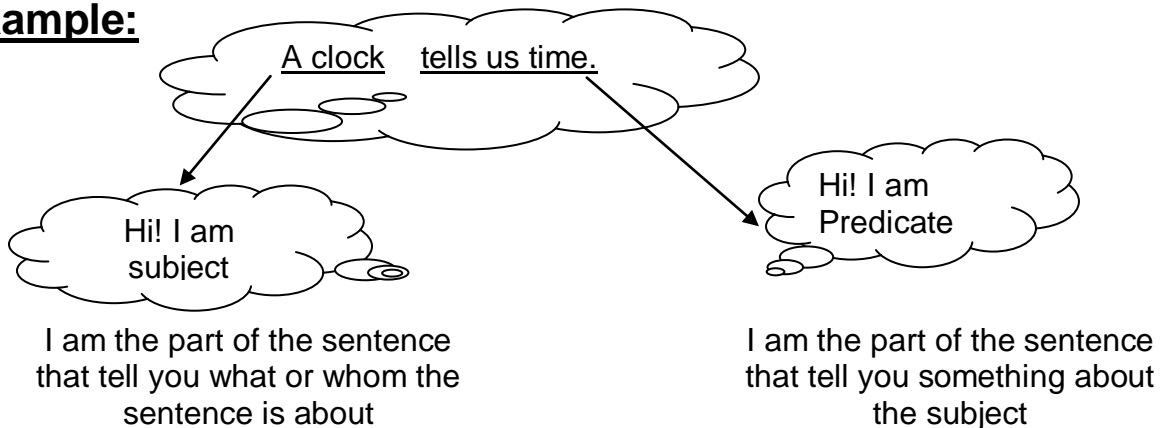 ample:
A clock tells us time.
Hi! I am
subject
Hi! I am
Predicate
I am the part of the sentence
that tell you what or whom the
sentence is about
I am the part of the sentence
that tell you something about
the subject